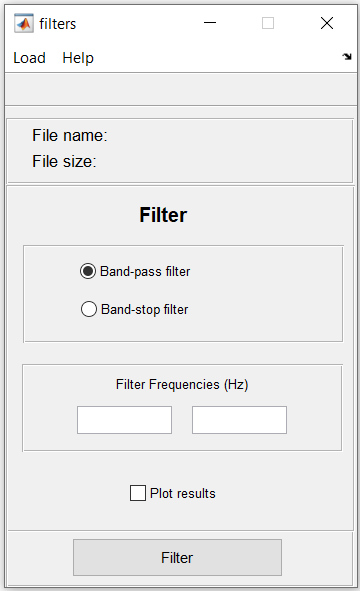 filters
Load Help
File name:
File size:
Filter
Band-pass filter
Band-stop filter
Filter Frequencies (Hz)
Plot results
Filter